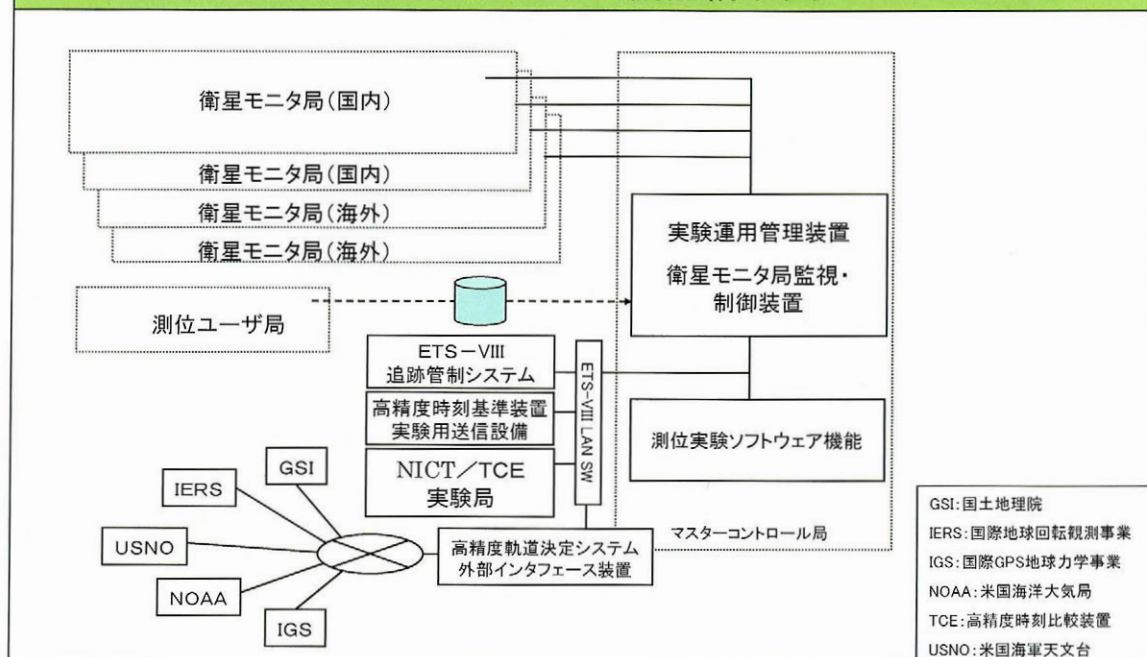 衛星モニタ局(国内)
衛星モニタ局(国内)
衛星モニタ局(海外)
衛星モニタ局(海外)
実験運用管理装置
衛星モニタ局監視・
制御装置
測位ユーザ局
ETS-VIII
追跡管制システム
高精度時刻基準装置
実験用送信設備
NICT/TCE
実験局
ETS-VIII LAN SW
測位実験ソフトウェア機能
マスターコントロール局
高精度軌道決定システム
外部インタフェース装置
GSI
IERS
USNO
NOAA
IGS
GSI:国土地理院
IERS:国際地球回転観測事業
IGS:国際GPS地球力学事業
NOAA:米国海洋大気局
TCE:高精度時刻比較装置
USNO:米国海軍天文台